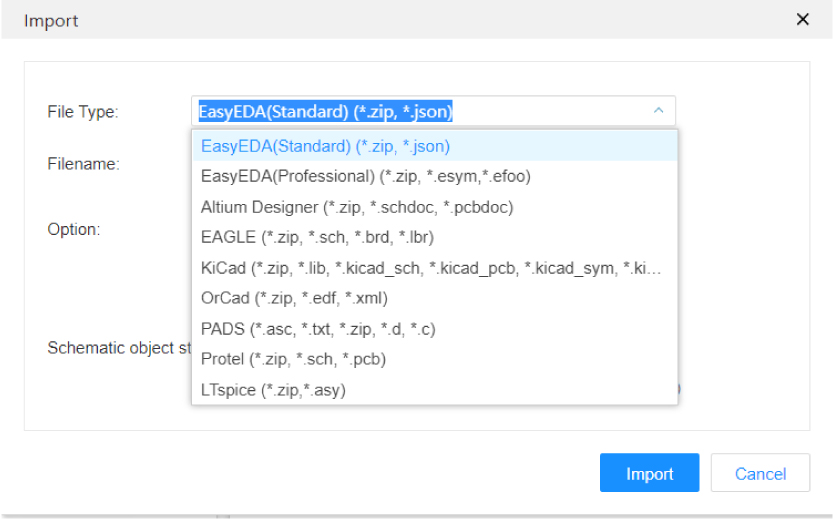 Import
File Type:
EasyEDA(Standard) (*.zip, *.json)
EasyEDA(Standard) (*.zip, *.json)
Filename:
EasyEDA(Professional) (*.zip, *.esym,*.efoo)
Altium Designer (*.zip, *.schdoc, *.pcbdoc)
Option:
EAGLE (*.zip, *.sch, *.brd, *.lbr)
KiCad (*.zip, *.lib, *.kicad_sch, *.kicad_pcb, *.kicad_sym, *.ki...
OrCad (*.zip, *.edf, *.xml)
PADS (*.asc, *.txt, *.zip, *.d, *.c)
Schematic object st
Protel (*.zip, *.sch, *.pcb)
LTspice (*.zip,*.asy)
Import
Cancel